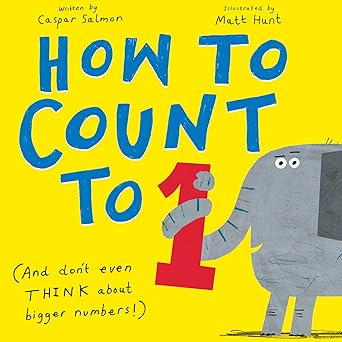 Written by
Caspar Salmon
Illustrated by
Matt Hunt
HOW TO
COUNT
TO 1
(And don't even
THINK about
bigger numbers!)